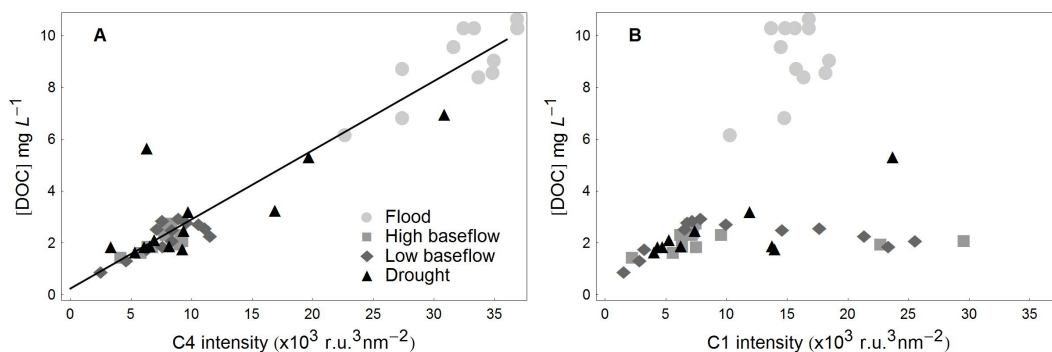 A
10
8
6
4
2
0
[DOC] mg L⁻¹
Flood
High baseflow
Low baseflow
Drought
0 5 10 15 20 25 30 35
C4 intensity (x10³ r.u.³nm⁻²)
B
10
8
6
4
2
0
[DOC] mg L⁻¹
0 5 10 15 20 25 30 35
C1 intensity (x10³ r.u.³nm⁻²)